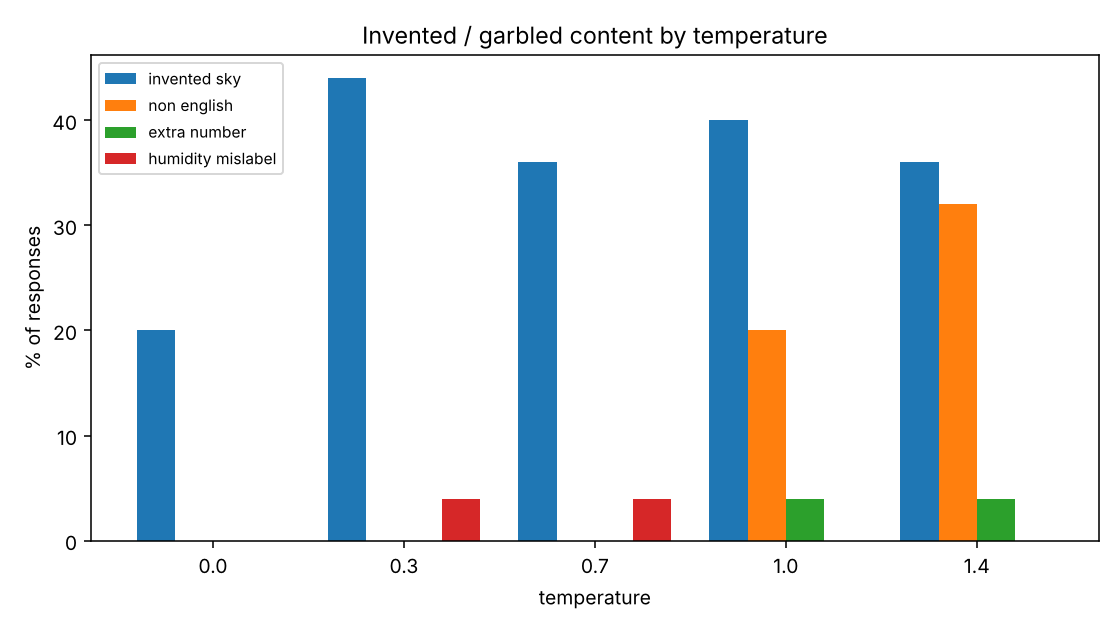 Invented / garbled content by temperature
invented sky
non english
extra number
humidity mislabel
% of responses
40
30
20
10
0
0.0 0.3 0.7 1.0 1.4
temperature